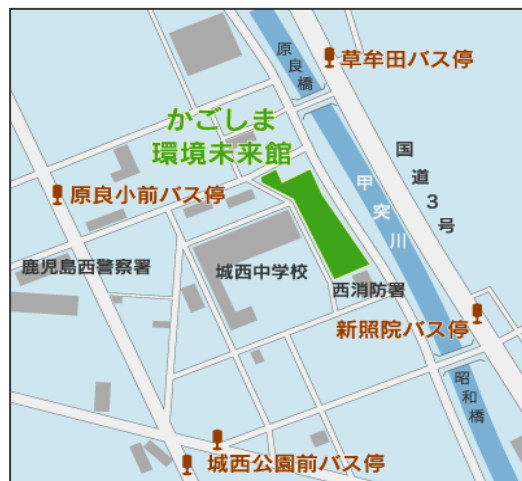 原良橋
草牟田バス停
かごしま
環境未来館
国道3号
甲突川
原良小前バス停
鹿児島西警察署
城西中学校
西消防署
新照院バス停
昭和橋
城西公園前バス停